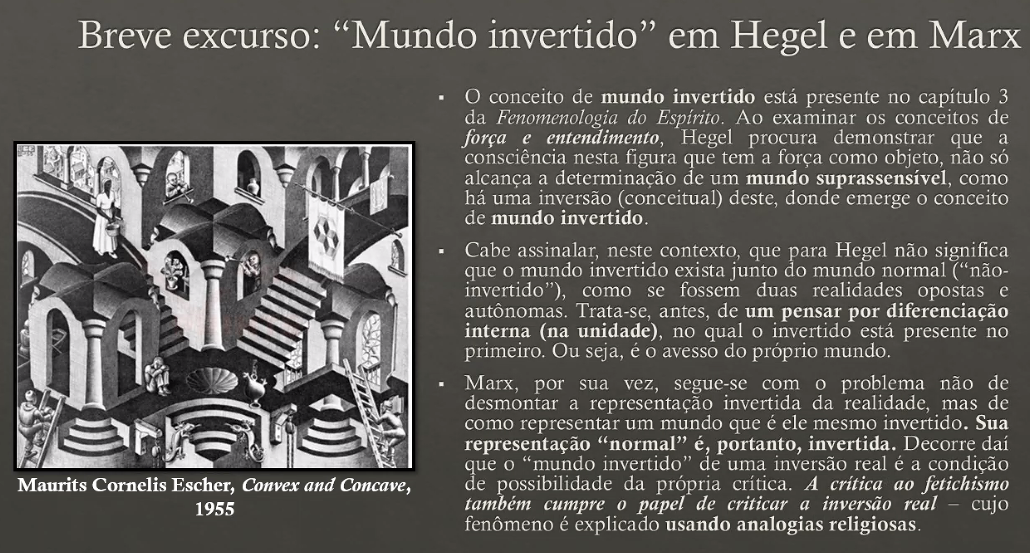 Breve excurso: “Mundo invertido” em Hegel e em Marx
▪ O conceito de mundo invertido está presente no capítulo 3
da Fenomenologia do Espírito. Ao examinar os conceitos de
força e entendimento, Hegel procura demonstrar que a
consciência nesta figura que tem a força como objeto, não só
alcança a determinação de um mundo suprassensível, como
há uma inversão (conceitual) deste, donde emerge o conceito
de mundo invertido.
▪ Cabe assinalar, neste contexto, que para Hegel não significa
que o mundo invertido exista junto do mundo normal (“não-
invertido”), como se fossem duas realidades opostas e
autônomas. Trata-se, antes, de um pensar por diferenciação
interna (na unidade), no qual o invertido está presente no
primeiro. Ou seja, é o avesso do próprio mundo.
▪ Marx, por sua vez, segue-se com o problema não de
desmontar a representação invertida da realidade, mas de
como representar um mundo que é ele mesmo invertido. Sua
representação “normal” é, portanto, invertida. Decorre daí
que o “mundo invertido” de uma inversão real é a condição
de possibilidade da própria crítica. A crítica ao fetichismo
também cumpre o papel de criticar a inversão real – cujo
fenômeno é explicado usando analogias religiosas.
Maurits Cornelis Escher, Convex and Concave,
1955